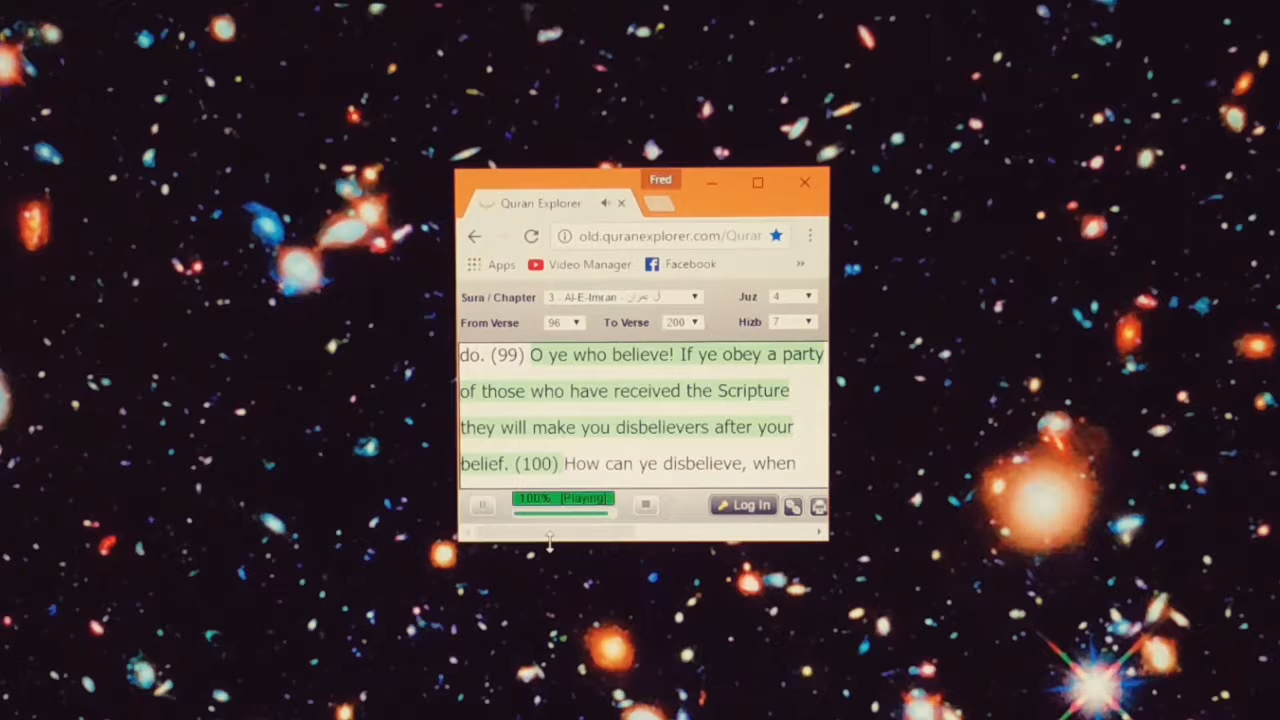 Fred
Quran Explorer
old.quranexplorer.com/Qurar
Apps Video Manager Facebook »
Sura / Chapter 3 - Al-E-Imran - آل عمران Juz 4
From Verse 96 To Verse 200 Hizb 7
do. (99) O ye who believe! If ye obey a party
of those who have received the Scripture
they will make you disbelievers after your
belief. (100) How can ye disbelieve, when
100% [Playing] Log In